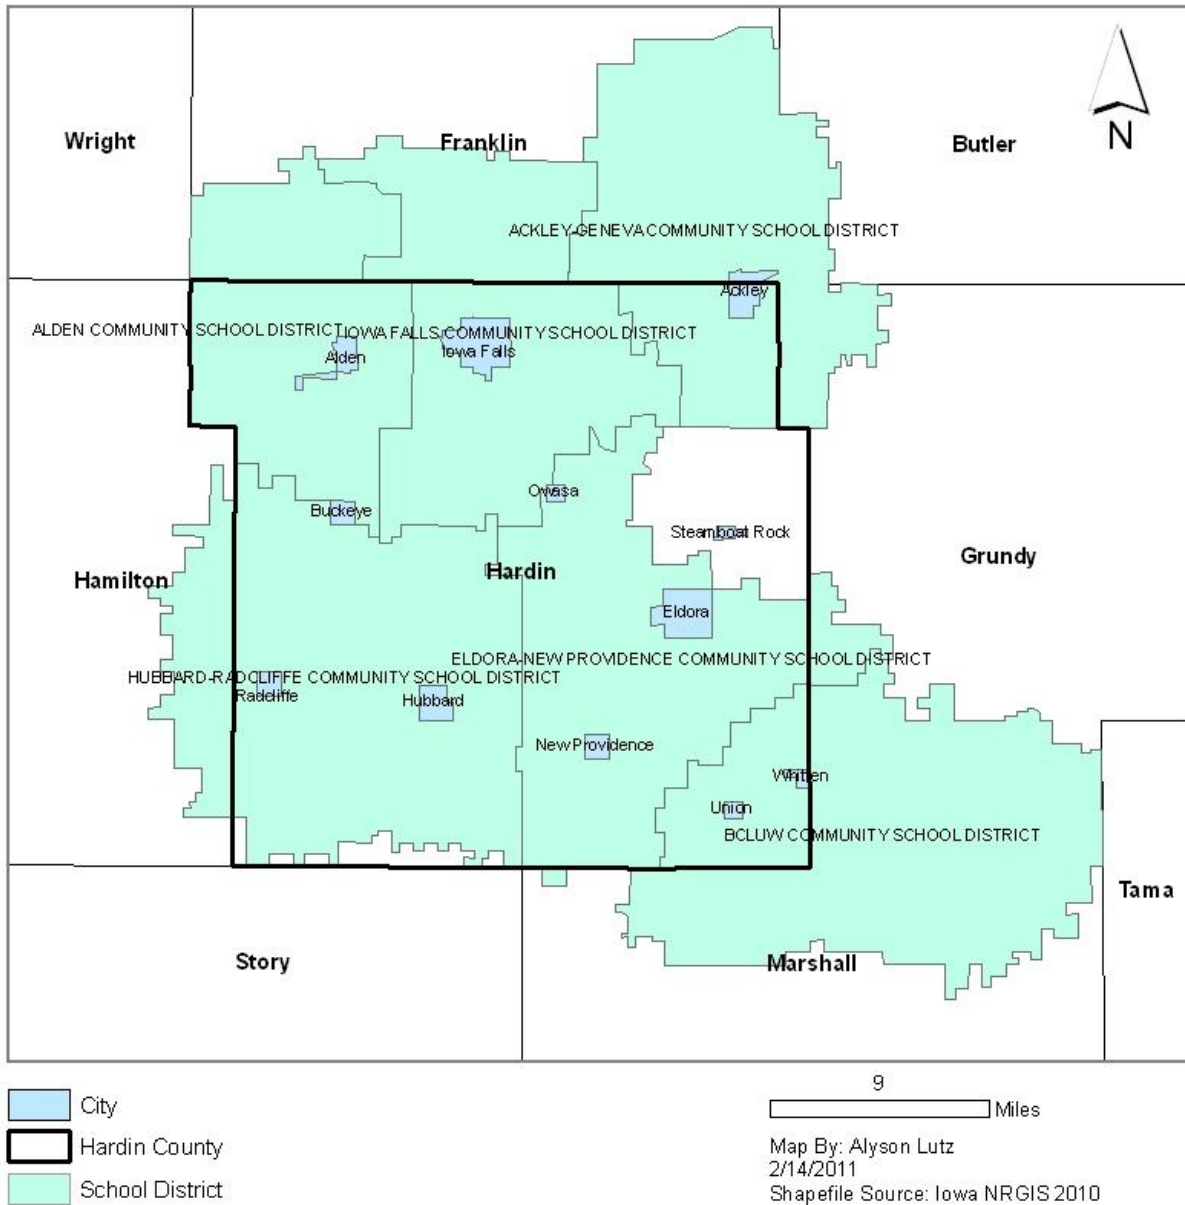 Wright
Franklin
Butler
N
ACKLEY-GENEVA COMMUNITY SCHOOL DISTRICT
Ackley
ALDEN COMMUNITY SCHOOL DISTRICT
IOWA FALLS COMMUNITY SCHOOL DISTRICT
Alden
Iowa Falls
Owasa
Buckeye
Steamboat Rock
Hamilton
Hardin
Grundy
Eldora
ELDORA-NEW PROVIDENCE COMMUNITY SCHOOL DISTRICT
HUBBARD-RADCLIFFE COMMUNITY SCHOOL DISTRICT
Radcliffe
Hubbard
New Providence
Whitten
Union
BCLUW COMMUNITY SCHOOL DISTRICT
Tama
Story
Marshall
City
Hardin County
School District
9
Miles
Map By: Alyson Lutz
2/14/2011
Shapefile Source: Iowa NRGIS 2010